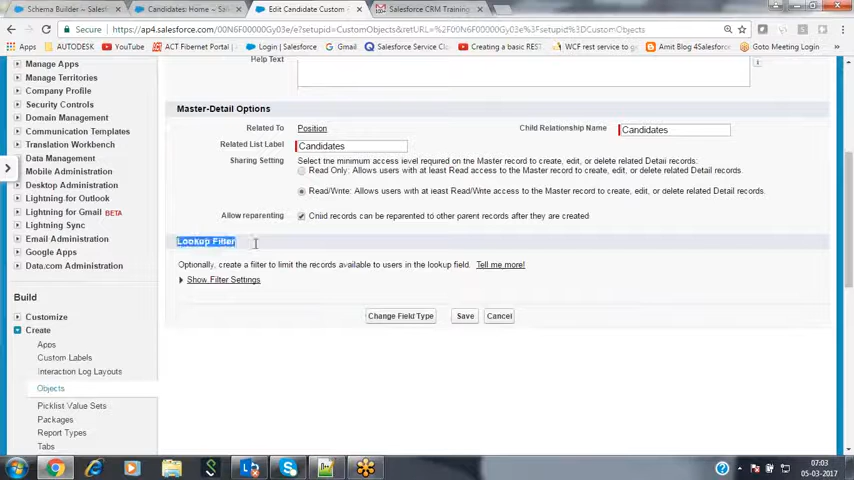 Schema Builder ~ Salesf
Candidates: Home ~ Sale
Edit Candidate Custom
Salesforce CRM Training
Secure https://ap4.salesforce.com/00N6F00000Gy03e/e?setupid=CustomObjects&retURL=%2F00N6F00000Gy03e%3Fsetupid%3DCustomObjects
Apps AUTODESK YouTube ACT Fibernet Portal Login | Salesforce Gmail Quora Creating a basic REST WCF rest service to g Amit Blog 4Salesforce Goto Meeting Login
Manage Apps
Manage Territories
Company Profile
Security Controls
Domain Management
Communication Templates
Translation Workbench
Data Management
Mobile Administration
Desktop Administration
Lightning for Outlook
Lightning for Gmail BETA
Lightning Sync
Email Administration
Google Apps
Data.com Administration
Build
Customize
Create
Apps
Custom Labels
Interaction Log Layouts
Objects
Picklist Value Sets
Packages
Report Types
Tabs
Help Text
Master-Detail Options
Related To Position Child Relationship Name Candidates
Related List Label Candidates
Sharing Setting Select the minimum access level required on the Master record to create, edit, or delete related Detail records:
Read Only: Allows users with at least Read access to the Master record to create, edit, or delete related Detail records.
Read/Write: Allows users with at least Read/Write access to the Master record to create, edit, or delete related Detail records.
Allow reparenting Child records can be reparented to other parent records after they are created
Lookup Filter
Optionally, create a filter to limit the records available to users in the lookup field. Tell me more!
Show Filter Settings
Change Field Type Save Cancel
07:03
05-03-2017